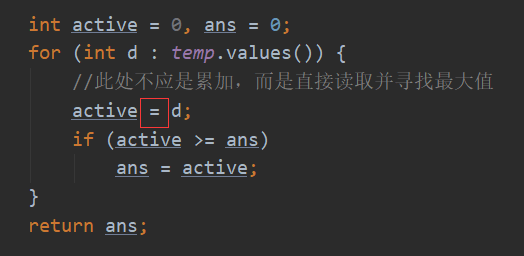 int active = 0, ans = 0;
for (int d : temp.values()) {
//此处不应是累加，而是直接读取并寻找最大值
active = d;
if (active >= ans)
ans = active;
}
return ans;